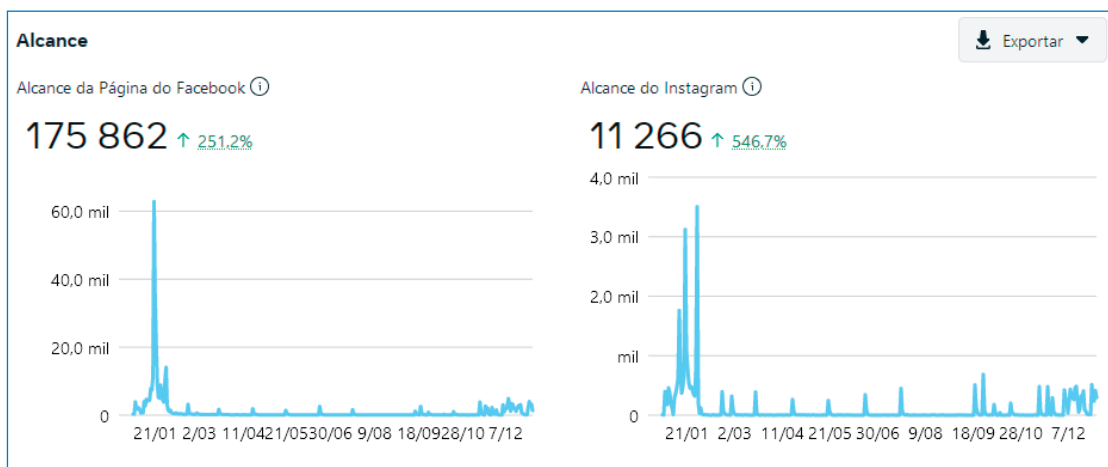 Alcance
Exportar
Alcance da Página do Facebook
175 862 ↑ 251,2%
60,0 mil
40,0 mil
20,0 mil
0
21/01 2/03 11/04 21/05 30/06 9/08 18/09 28/10 7/12
Alcance do Instagram
11 266 ↑ 546,7%
4,0 mil
3,0 mil
2,0 mil
mil
0
21/01 2/03 11/04 21/05 30/06 9/08 18/09 28/10 7/12